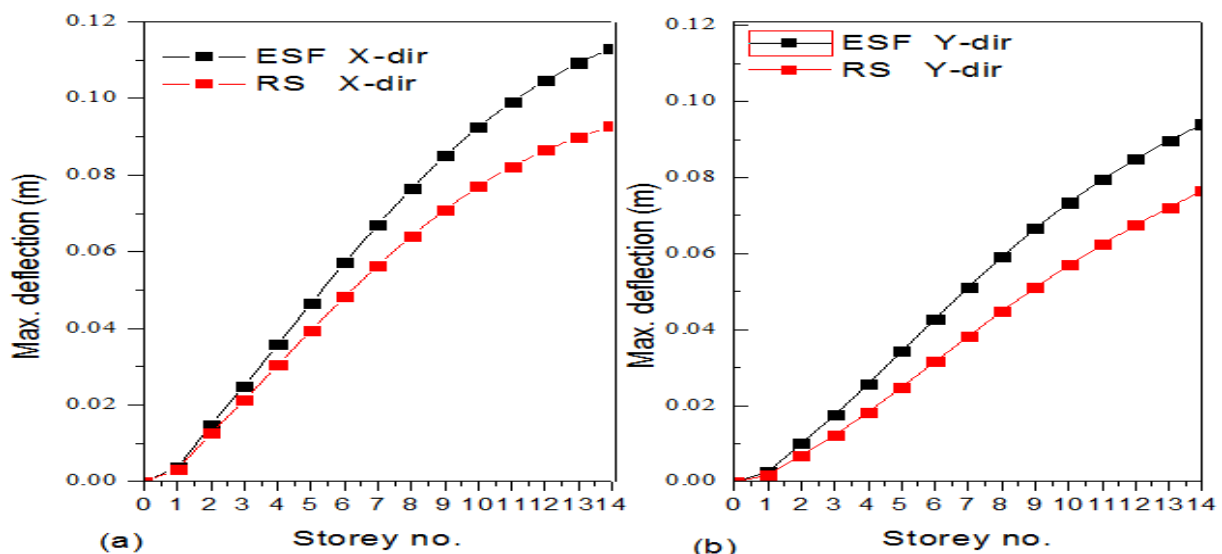 0.12
0.10
0.08
0.06
0.04
0.02
0.00
Max. deflection (m)
ESF X-dir
RS X-dir
0 1 2 3 4 5 6 7 8 9 10 11 12 13 14
Storey no.
(a)
0.12
0.10
0.08
0.06
0.04
0.02
0.00
Max. deflection (m)
ESF Y-dir
RS Y-dir
0 1 2 3 4 5 6 7 8 9 10 11 12 13 14
Storey no.
(b)